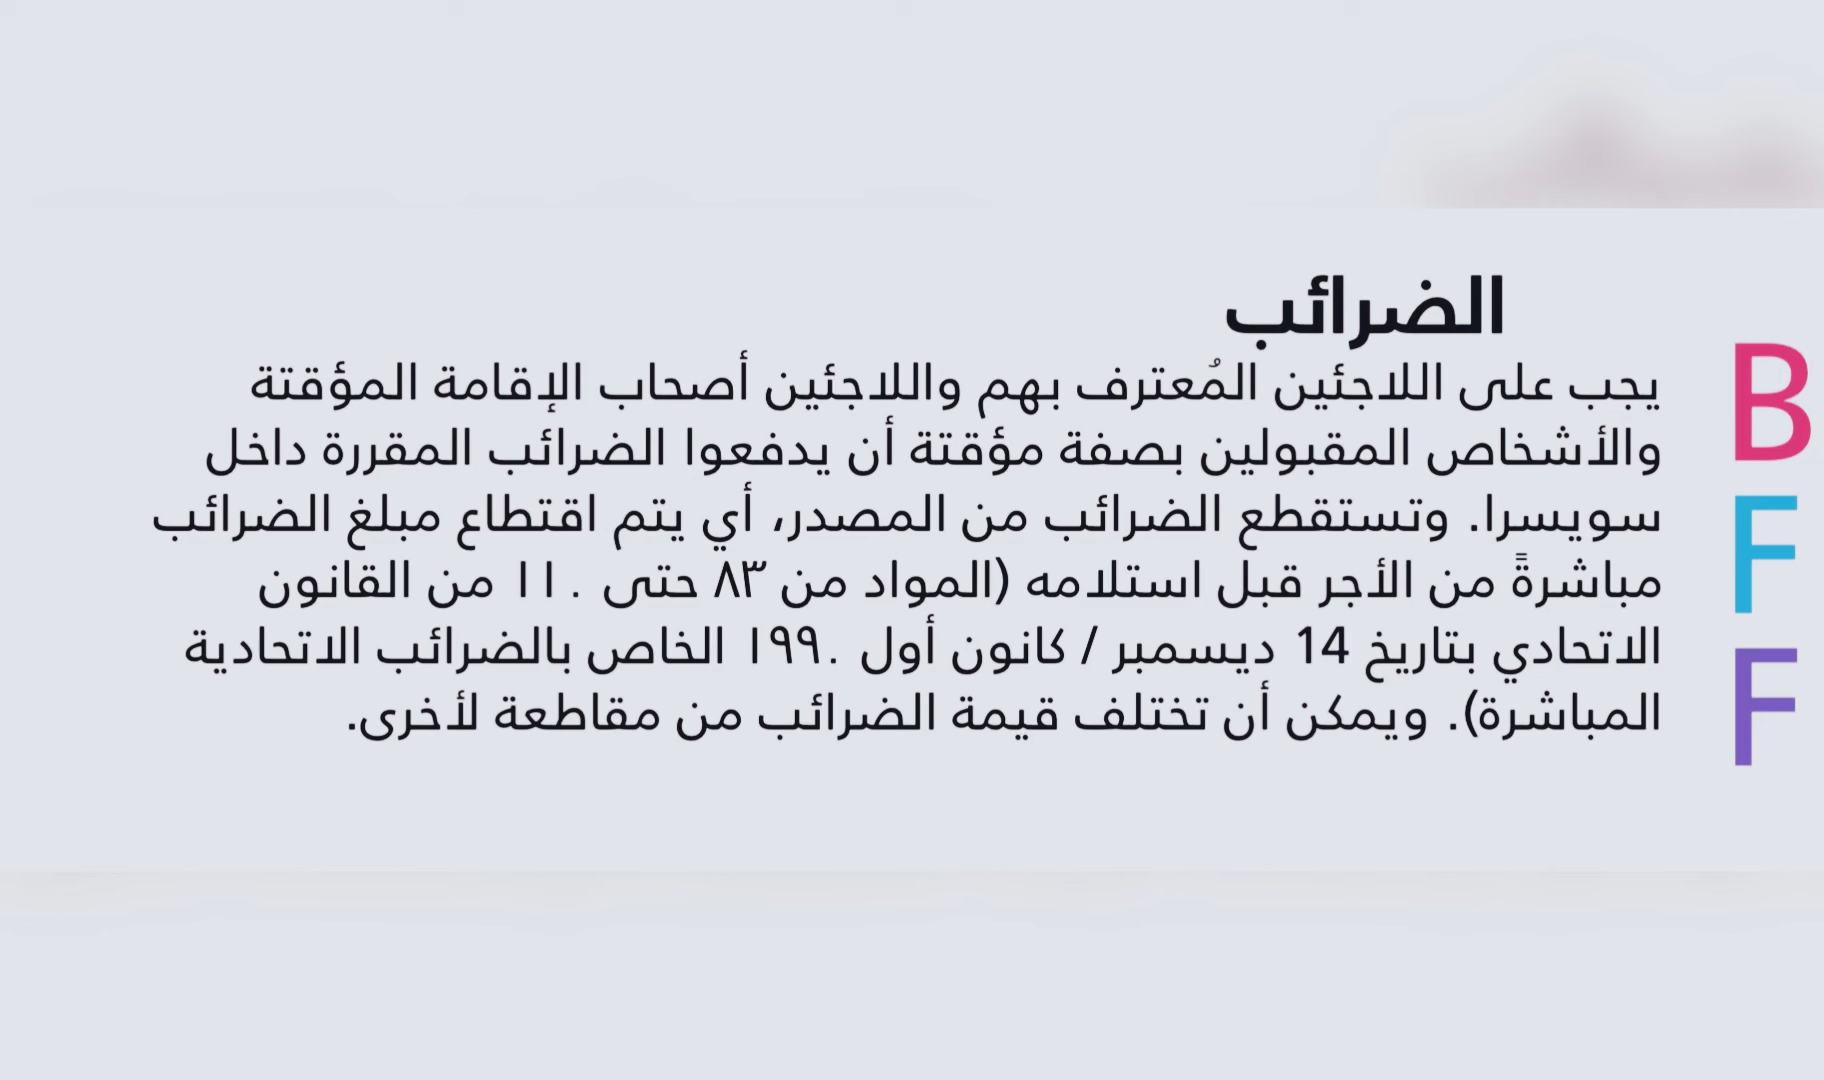 الضرائب
يجب على اللاجئين المُعترف بهم واللاجئين أصحاب الإقامة المؤقتة
والأشخاص المقبولين بصفة مؤقتة أن يدفعوا الضرائب المقررة داخل
سويسرا. وتستقطع الضرائب من المصدر، أي يتم اقتطاع مبلغ الضرائب
مباشرةً من الأجر قبل استلامه (المواد من ٨٣ حتى ١١٠ من القانون
الاتحادي بتاريخ 14 ديسمبر / كانون أول ١٩٩٠ الخاص بالضرائب الاتحادية
المباشرة). ويمكن أن تختلف قيمة الضرائب من مقاطعة لأخرى.
B
F
F